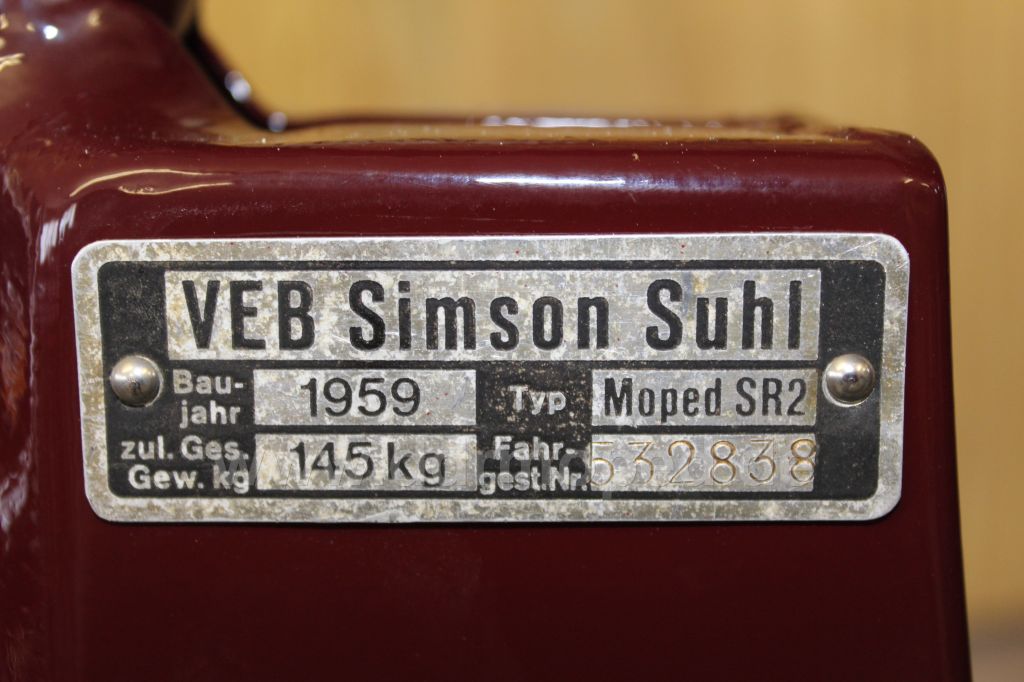 VEB Simson Suhl
Bau-
jahr 1959 Typ Moped SR2
zul. Ges. 145 kg Fahr-
Gew. kg gest.Nr. 532838